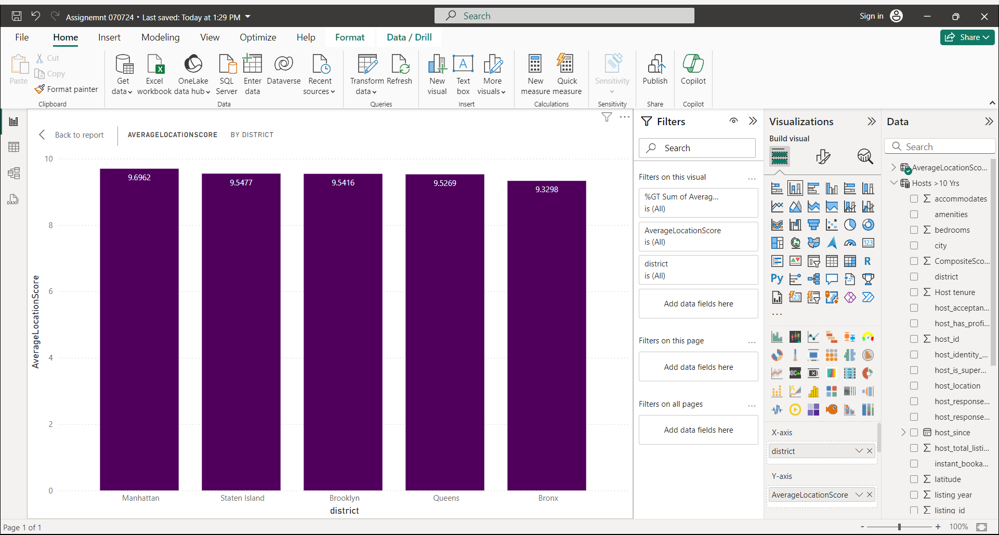 Assignemnt 070724 • Last saved: Today at 1:29 PM
Search
Sign in
File Home Insert Modeling View Optimize Help Format Data / Drill
Share
Paste
Cut
Copy
Format painter
Clipboard
Get data
Excel workbook
OneLake data hub
SQL Server
Enter data
Dataverse
Recent sources
Data
Transform data
Refresh
Queries
New visual
Text box
More visuals
Insert
New measure
Quick measure
Calculations
Sensitivity
Sensitivity
Publish
Share
Copilot
Copilot
Back to report
AVERAGELOCATIONSCORE BY DISTRICT
AverageLocationScore
10
8
6
4
2
0
9.6962
9.5477
9.5416
9.5269
9.3298
Manhattan
Staten Island
Brooklyn
Queens
Bronx
district
Filters
Search
Filters on this visual ...
%GT Sum of Averag...
is (All)
AverageLocationScore
is (All)
district
is (All)
Add data fields here
Filters on this page ...
Add data fields here
Filters on all pages ...
Add data fields here
Visualizations
Build visual
123
R
Py
123
...
X-axis
district
Y-axis
AverageLocationScore
Data
Search
AverageLocationSco...
Hosts >10 Yrs
Σ accommodates
amenities
Σ bedrooms
city
Σ CompositeSco...
district
Σ Host tenure
host_acceptan...
host_has_profi...
Σ host_id
host_identity_...
host_is_super...
host_location
host_response...
host_response...
host_since
Σ host_total_listi...
instant_booka...
Σ latitude
Σ listing year
Σ listing_id
DAX
Page 1 of 1
- + 100%